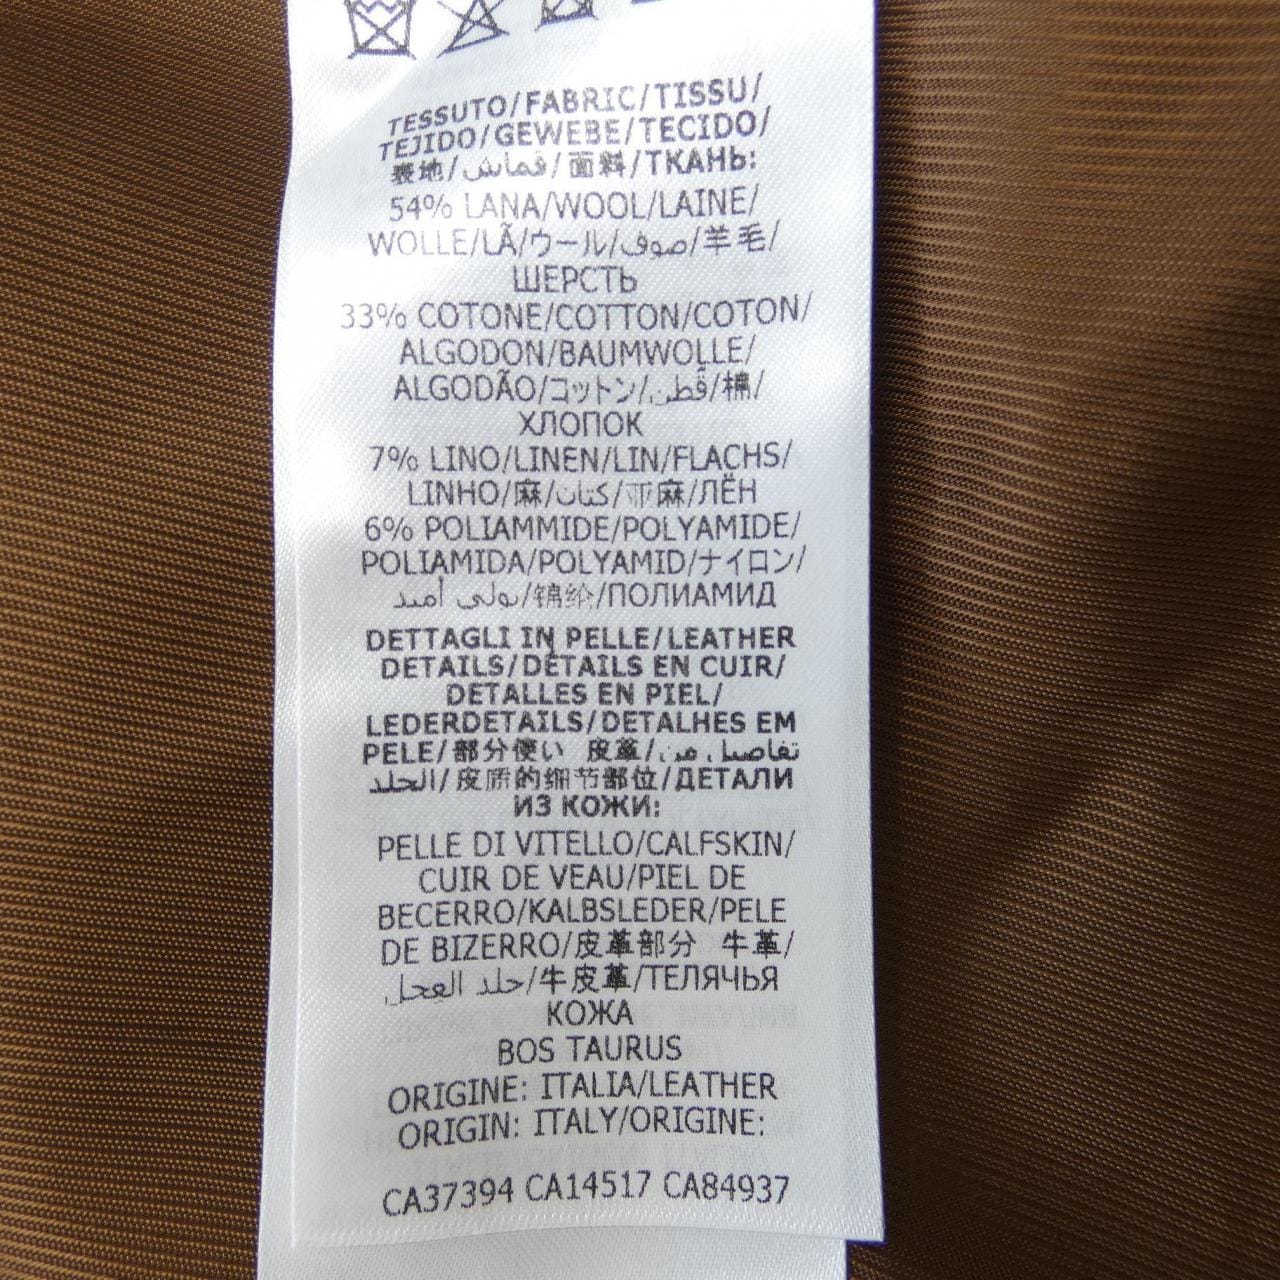 TESSUTO/FABRIC/TISSU/
TEJIDO/GEWEBE/TECIDO/
表地/قماش/面料/ТКАНЬ:
54% LANA/WOOL/LAINE/
WOLLE/LÃ/ウール/صوف/羊毛/
ШЕРСТЬ
33% COTONE/COTTON/COTON/
ALGODON/BAUMWOLLE/
ALGODÃO/コットン/قطن/棉/
ХЛОПОК
7% LINO/LINEN/LIN/FLACHS/
LINHO/麻/كتان/亚麻/ЛЁН
6% POLIAMMIDE/POLYAMIDE/
POLIAMIDA/POLYAMID/ナイロン/
بولي أميد/锦纶/ПОЛИАМИД
DETTAGLI IN PELLE/LEATHER
DETAILS/DÉTAILS EN CUIR/
DETALLES EN PIEL/
LEDERDETAILS/DETALHES EM
PELE/部分使い 皮革/تفاصيل من
الجلد/皮质的细节部位/ДЕТАЛИ
ИЗ КОЖИ:
PELLE DI VITELLO/CALFSKIN/
CUIR DE VEAU/PIEL DE
BECERRO/KALBSLEDER/PELE
DE BIZERRO/皮革部分 牛革/
جلد العجل/牛皮革/ТЕЛЯЧЬЯ
КОЖА
BOS TAURUS
ORIGINE: ITALIA/LEATHER
ORIGIN: ITALY/ORIGINE:
CA37394 CA14517 CA84937